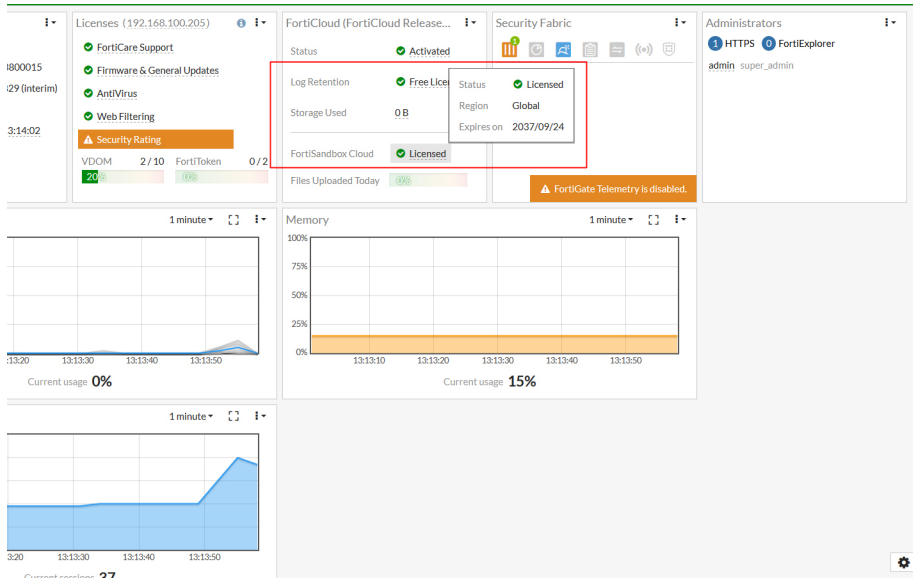 Licenses (192.168.100.205)
FortiCare Support
Firmware & General Updates
AntiVirus
Web Filtering
Security Rating
VDOM 2 / 10 FortiToken 0 / 2
20% 0%
8800015
29 (interim)
3:14:02
FortiCloud (FortiCloud Release...
Status Activated
Log Retention Free Lice
Storage Used 0 B
FortiSandbox Cloud Licensed
Files Uploaded Today 0%
Status Licensed
Region Global
Expires on 2037/09/24
Security Fabric
1
FortiGate Telemetry is disabled.
Administrators
1 HTTPS 0 FortiExplorer
admin super_admin
1 minute
:13:20 13:13:30 13:13:40 13:13:50
Current usage 0%
Memory 1 minute
100%
75%
50%
25%
0%
13:13:10 13:13:20 13:13:30 13:13:40 13:13:50
Current usage 15%
1 minute
3:20 13:13:30 13:13:40 13:13:50
Current sessions 37